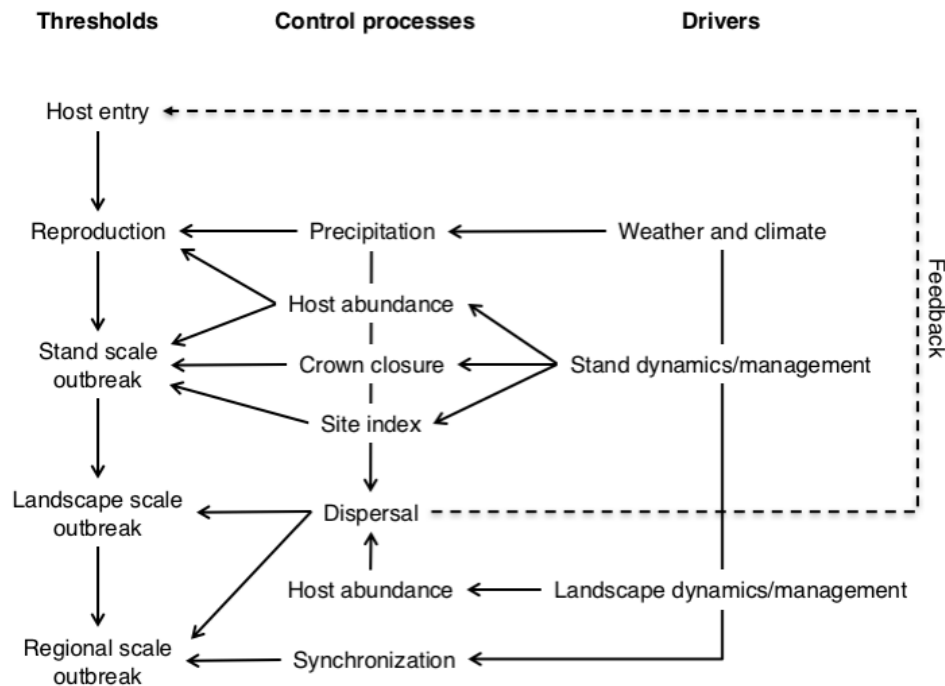 Thresholds Control processes Drivers
Host entry
Reproduction Precipitation Weather and climate
Host abundance
Stand scale
outbreak
Crown closure Stand dynamics/management
Site index
Landscape scale
outbreak
Dispersal
Host abundance Landscape dynamics/management
Regional scale
outbreak
Synchronization
Feedback